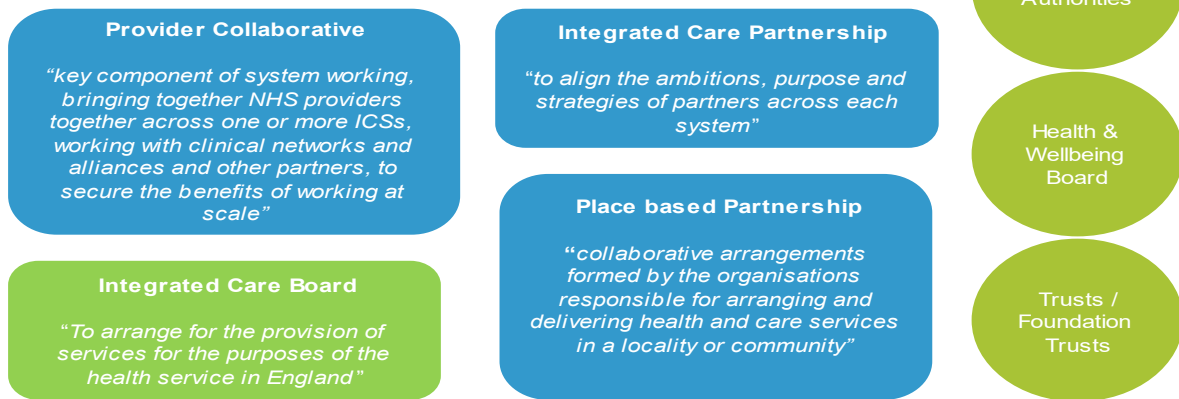 Provider Collaborative
“key component of system working,
bringing together NHS providers
together across one or more ICSs,
working with clinical networks and
alliances and other partners, to
secure the benefits of working at
scale”
Integrated Care Board
“To arrange for the provision of
services for the purposes of the
health service in England”
Integrated Care Partnership
“to align the ambitions, purpose and
strategies of partners across each
system”
Place based Partnership
“collaborative arrangements
formed by the organisations
responsible for arranging and
delivering health and care services
in a locality or community”
Authorities
Health &
Wellbeing
Board
Trusts /
Foundation
Trusts